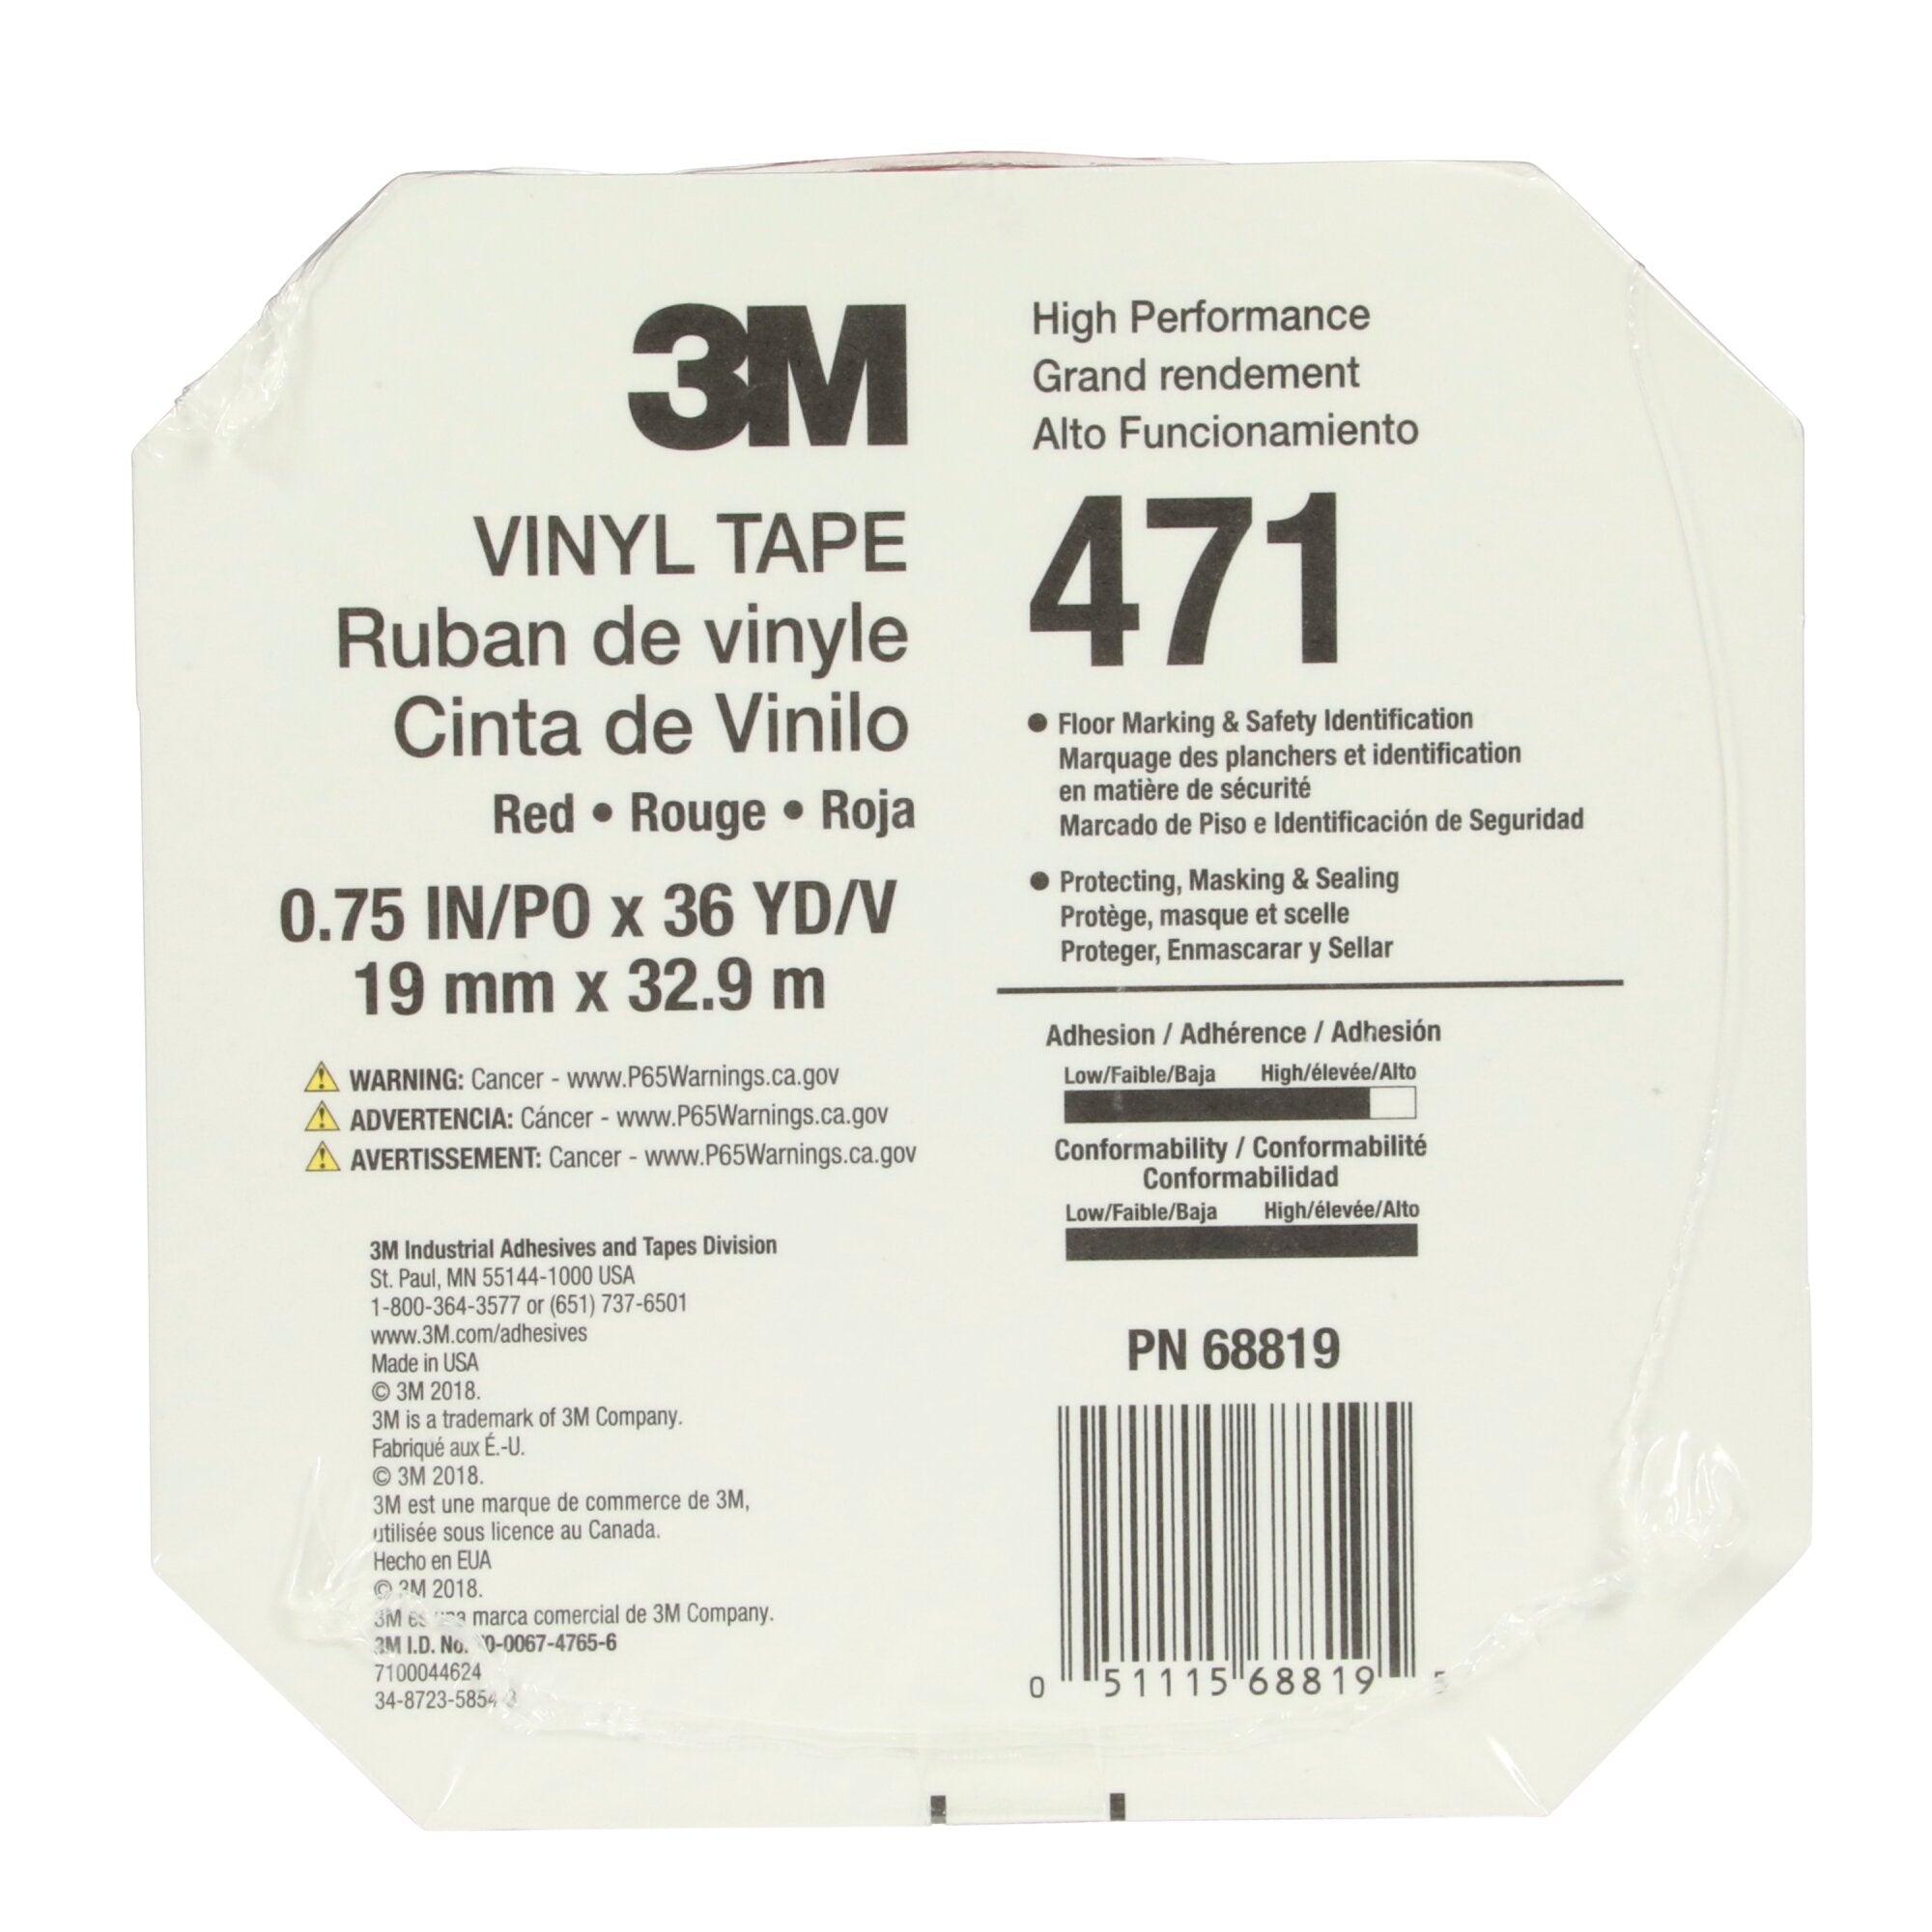 3M
VINYL TAPE
Ruban de vinyle
Cinta de Vinilo
Red • Rouge • Roja
0.75 IN/PO x 36 YD/V
19 mm x 32.9 m
WARNING: Cancer - www.P65Warnings.ca.gov
ADVERTENCIA: Cáncer - www.P65Warnings.ca.gov
AVERTISSEMENT: Cancer - www.P65Warnings.ca.gov
3M Industrial Adhesives and Tapes Division
St. Paul, MN 55144-1000 USA
1-800-364-3577 or (651) 737-6501
www.3M.com/adhesives
Made in USA
© 3M 2018.
3M is a trademark of 3M Company.
Fabriqué aux É.-U.
© 3M 2018.
3M est une marque de commerce de 3M,
utilisée sous licence au Canada.
Hecho en EUA
© 3M 2018.
3M es una marca comercial de 3M Company.
3M I.D. No.
7100044624
High Performance
Grand rendement
Alto Funcionamiento
471
• Floor Marking & Safety Identification
Marquage des planchers et identification
en matière de sécurité
Marcado de Piso e Identificación de Seguridad
• Protecting, Masking & Sealing
Protège, masque et scelle
Proteger, Enmascarar y Sellar
Adhesion / Adhérence / Adhesión
Low/Faible/Baja High/élevée/Alto
Conformability / Conformabilité
Conformabilidad
Low/Faible/Baja High/élevée/Alto
PN 68819
0 51115 68819 5